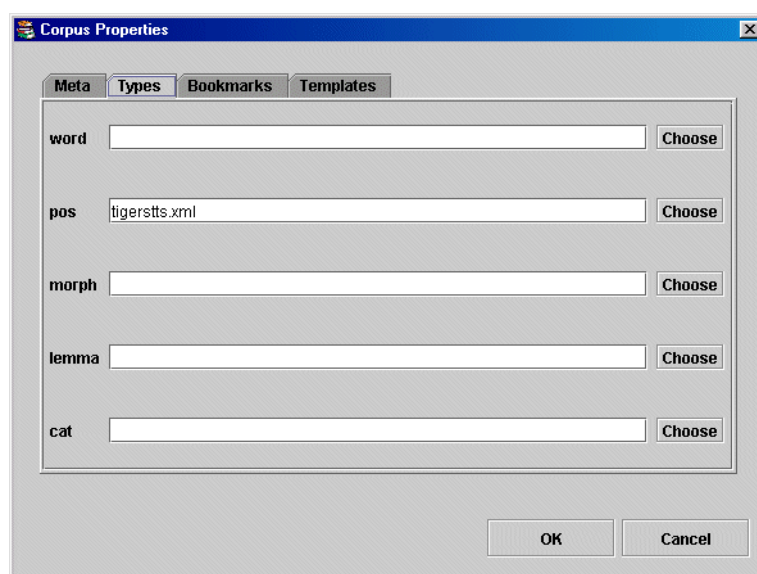 Corpus Properties
Meta Types Bookmarks Templates
word Choose
pos tigerstts.xml Choose
morph Choose
lemma Choose
cat Choose
OK Cancel